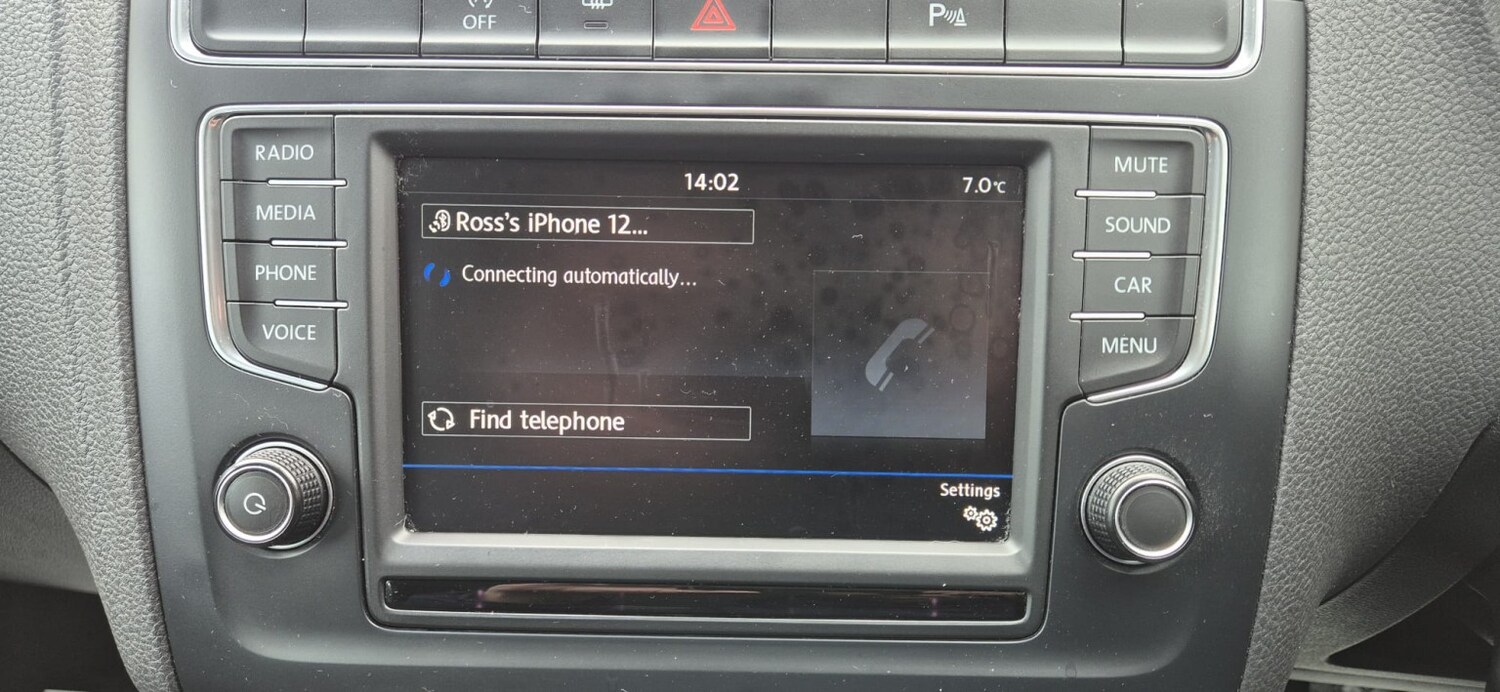 OFF
P
RADIO
MEDIA
PHONE
VOICE
14:02
7.0°C
Ross's iPhone 12...
Connecting automatically...
Find telephone
Settings
MUTE
SOUND
CAR
MENU